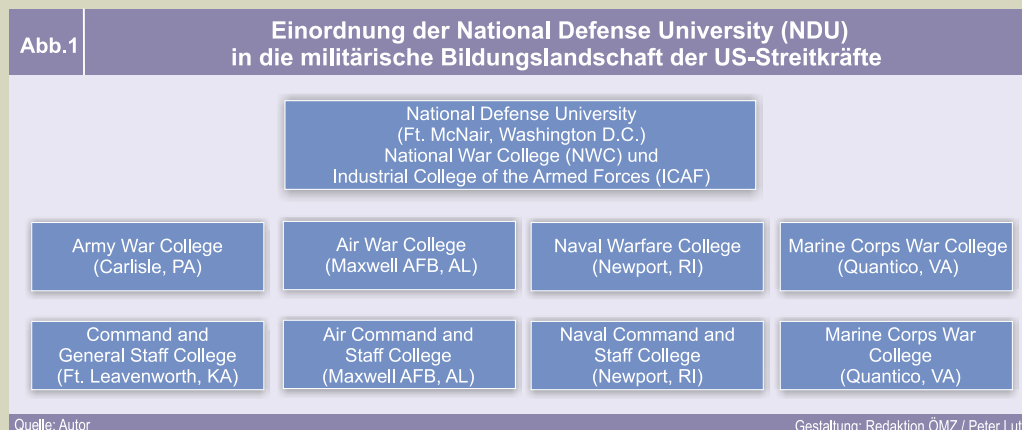 Abb.1
Einordnung der National Defense University (NDU)
in die militärische Bildungslandschaft der US-Streitkräfte
National Defense University
(Ft. McNair, Washington D.C.)
National War College (NWC) und
Industrial College of the Armed Forces (ICAF)
Army War College
(Carlisle, PA)
Air War College
(Maxwell AFB, AL)
Naval Warfare College
(Newport, RI)
Marine Corps War College
(Quantico, VA)
Command and
General Staff College
(Ft. Leavenworth, KA)
Air Command and
Staff College
(Maxwell AFB, AL)
Naval Command and
Staff College
(Newport, RI)
Marine Corps War
College
(Quantico, VA)
Quelle: Autor
Gestaltung: Redaktion ÖMZ / Peter